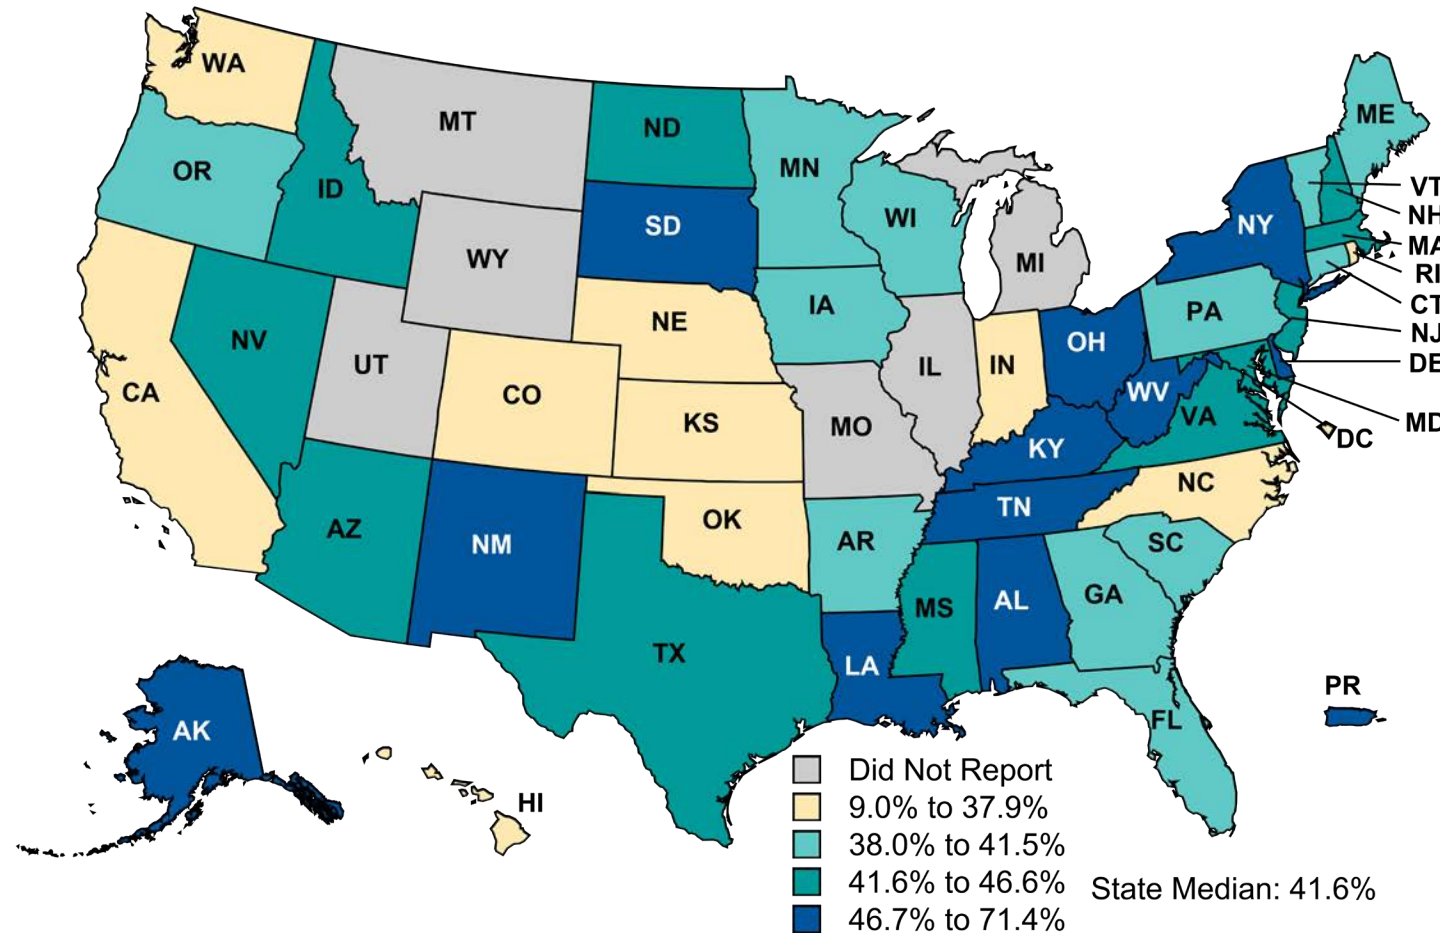 WA
MT
ND
MN
ME
OR
ID
SD
WI
WY
MI
NY
VT
NH
MA
RI
CT
NJ
DE
MD
DC
NV
UT
NE
IA
PA
CA
CO
KS
MO
IL
IN
OH
WV
VA
KY
NC
TN
AZ
NM
OK
AR
SC
MS
AL
GA
TX
LA
FL
AK
HI
PR
Did Not Report
9.0% to 37.9%
38.0% to 41.5%
41.6% to 46.6%
46.7% to 71.4%
State Median: 41.6%